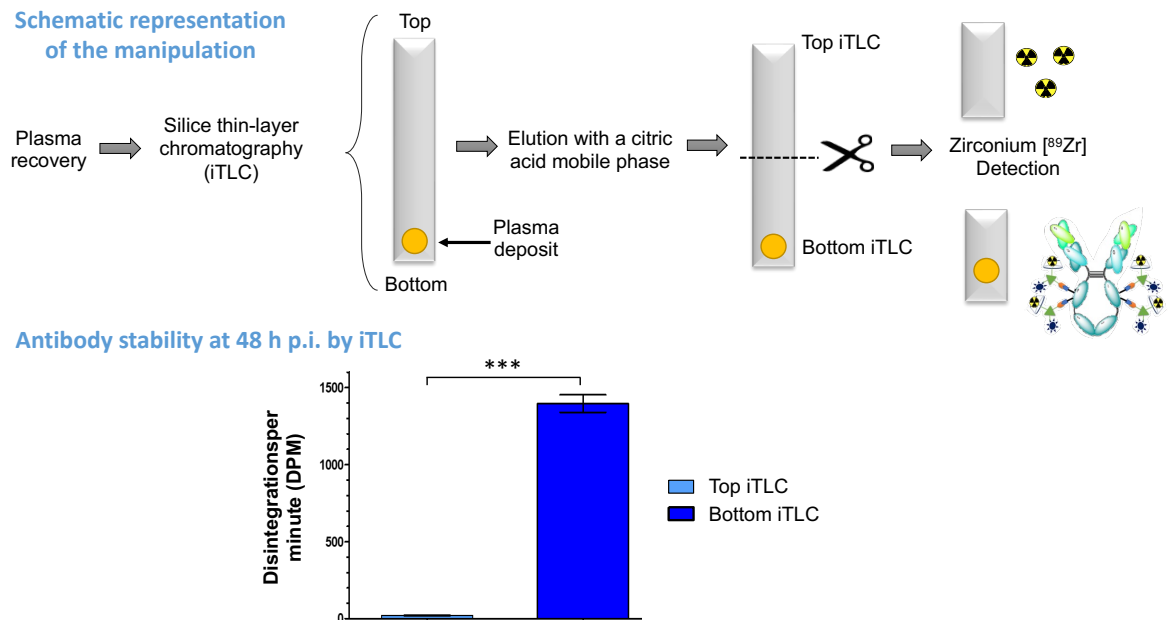 Schematic representation
of the manipulation
Plasma
recovery
Silice thin-layer
chromatography
(iTLC)
Top
Plasma
deposit
Bottom
Elution with a citric
acid mobile phase
Top iTLC
Bottom iTLC
Zirconium [⁸⁹Zr]
Detection
Antibody stability at 48 h p.i. by iTLC
***
Disintegrationsper
minute (DPM)
1500
1000
500
0
Top iTLC
Bottom iTLC